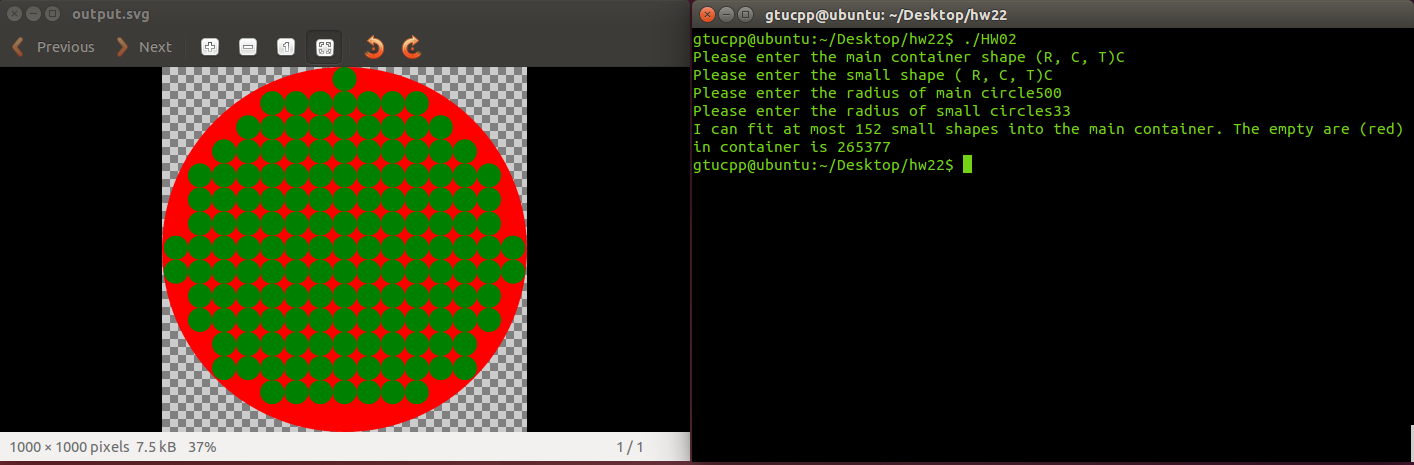 output.svg
Previous Next
1000 × 1000 pixels 7.5 kB 37% 1 / 1
gtucpp@ubuntu: ~/Desktop/hw22
gtucpp@ubuntu:~/Desktop/hw22$ ./HW02
Please enter the main container shape (R, C, T)C
Please enter the small shape ( R, C, T)C
Please enter the radius of main circle500
Please enter the radius of small circles33
I can fit at most 152 small shapes into the main container. The empty are (red)
in container is 265377
gtucpp@ubuntu:~/Desktop/hw22$